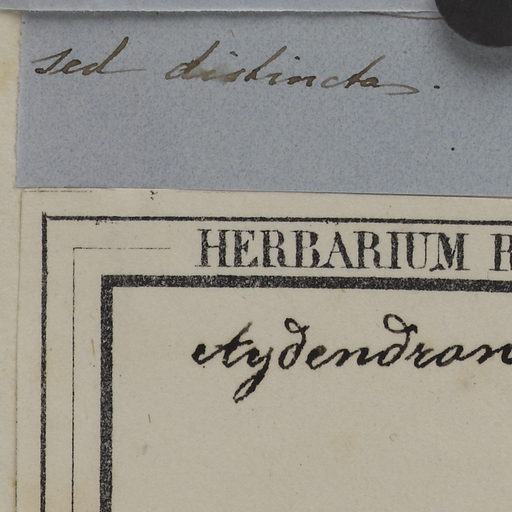 sed distincta.
HERBARIUM R
Aydendron